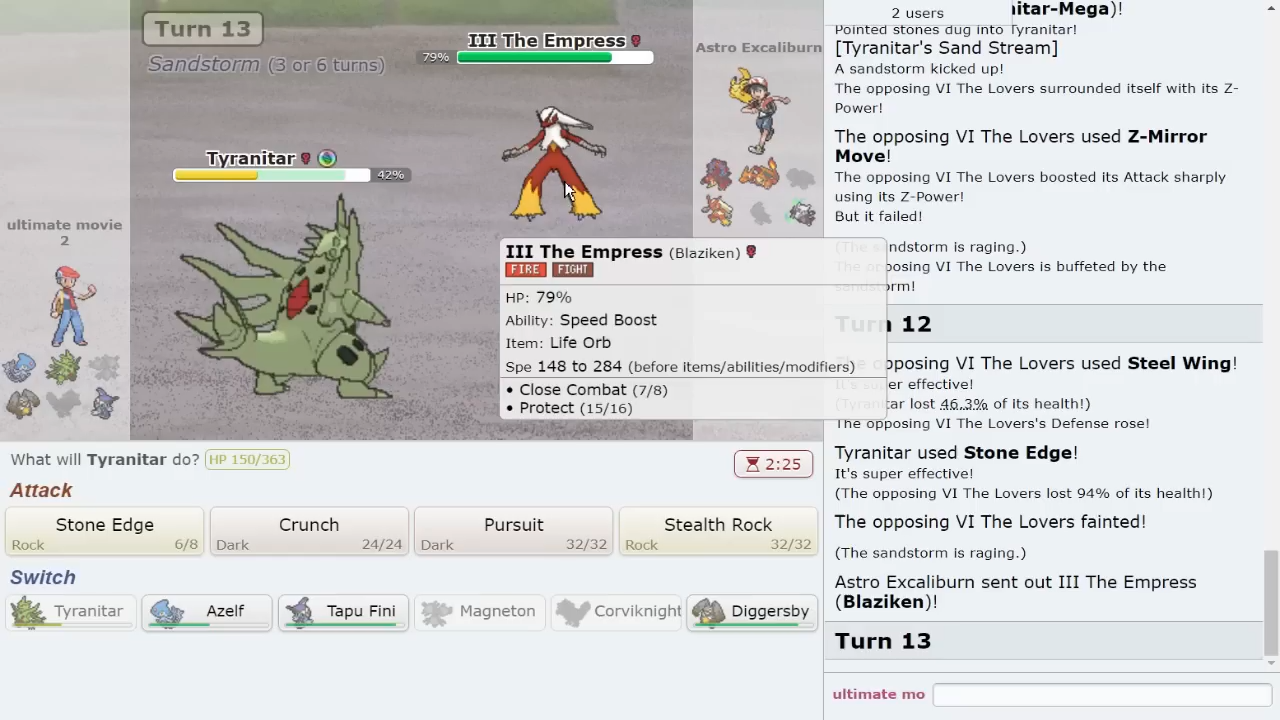 Turn 13
Sandstorm (3 or 6 turns)
III The Empress
79%
Tyranitar
42%
ultimate movie
2
Astro Excaliburn
III The Empress (Blaziken)
FIRE FIGHT
HP: 79%
Ability: Speed Boost
Item: Life Orb
Spe 148 to 284 (before items/abilities/modifiers)
• Close Combat (7/8)
• Protect (15/16)
What will Tyranitar do? HP 150/363
2:25
Attack
Stone Edge
Rock 6/8
Crunch
Dark 24/24
Pursuit
Dark 32/32
Stealth Rock
Rock 32/32
Switch
Tyranitar
Azelf
Tapu Fini
Magneton
Corviknight
Diggersby
2 users
itar-Mega)!
Pointed stones dug into Tyranitar!
[Tyranitar's Sand Stream]
A sandstorm kicked up!
The opposing VI The Lovers surrounded itself with its Z-
Power!
The opposing VI The Lovers used Z-Mirror
Move!
The opposing VI The Lovers boosted its Attack sharply
using its Z-Power!
But it failed!
(The sandstorm is raging.)
The opposing VI The Lovers is buffeted by the
sandstorm!
Turn 12
The opposing VI The Lovers used Steel Wing!
It's super effective!
(Tyranitar lost 46.3% of its health!)
The opposing VI The Lovers's Defense rose!
Tyranitar used Stone Edge!
It's super effective!
(The opposing VI The Lovers lost 94% of its health!)
The opposing VI The Lovers fainted!
(The sandstorm is raging.)
Astro Excaliburn sent out III The Empress
(Blaziken)!
Turn 13
ultimate mo